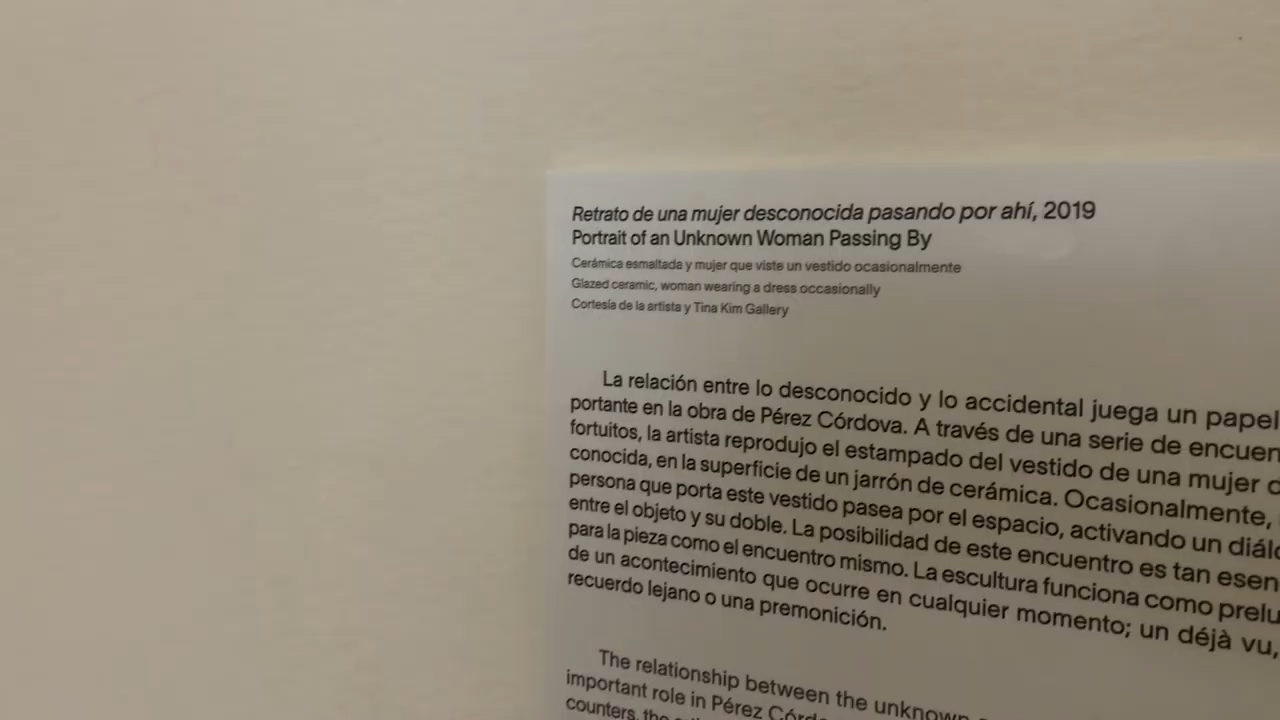 Retrato de una mujer desconocida pasando por ahí, 2019
Portrait of an Unknown Woman Passing By
Cerámica esmaltada y mujer que viste un vestido ocasionalmente
Glazed ceramic, woman wearing a dress occasionally
Cortesía de la artista y Tina Kim Gallery
La relación entre lo desconocido y lo accidental juega un papel
portante en la obra de Pérez Córdova. A través de una serie de encuen
fortuitos, la artista reprodujo el estampado del vestido de una mujer
conocida, en la superficie de un jarrón de cerámica. Ocasionalmente,
persona que porta este vestido pasea por el espacio, activando un diál
entre el objeto y su doble. La posibilidad de este encuentro es tan esen
para la pieza como el encuentro mismo. La escultura funciona como prelu
de un acontecimiento que ocurre en cualquier momento; un déjà vu,
recuerdo lejano o una premonición.
The relationship between the unknown
important role in Pérez Córdo
counters, the